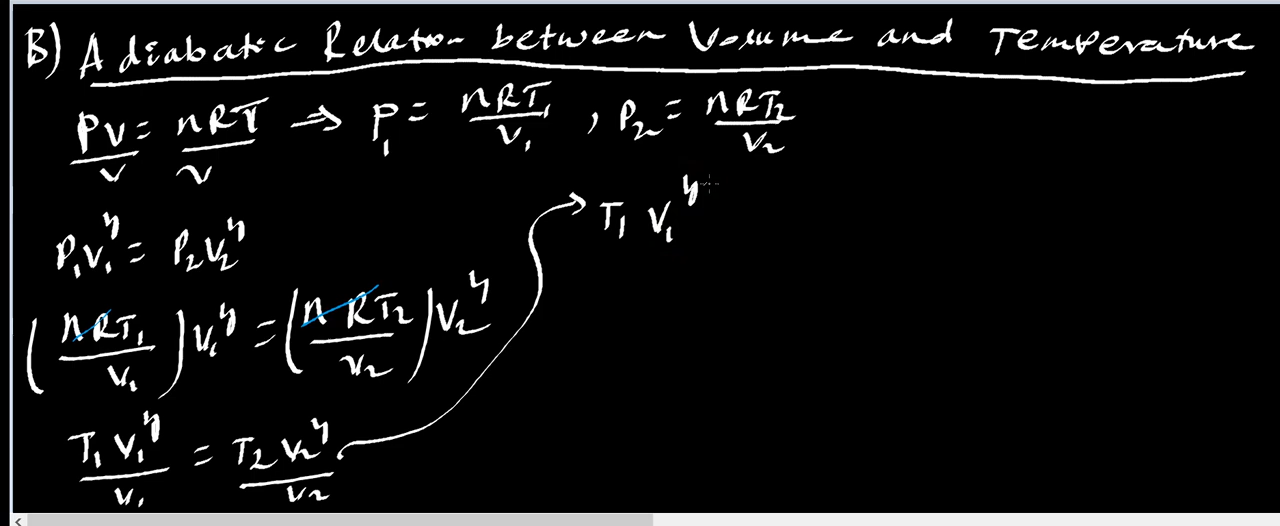 B) Adiabatic Relation between Volume and Temperature
PV/V = nRT/V ⇒ P₁ = nRT₁/V₁ , P₂ = nRT₂/V₂
P₁V₁^γ = P₂V₂^γ
(nRT₁/V₁)V₁^γ = (nRT₂/V₂)V₂^γ
T₁V₁^γ/V₁ = T₂V₂^γ/V₂
→ T₁ V₁^γ